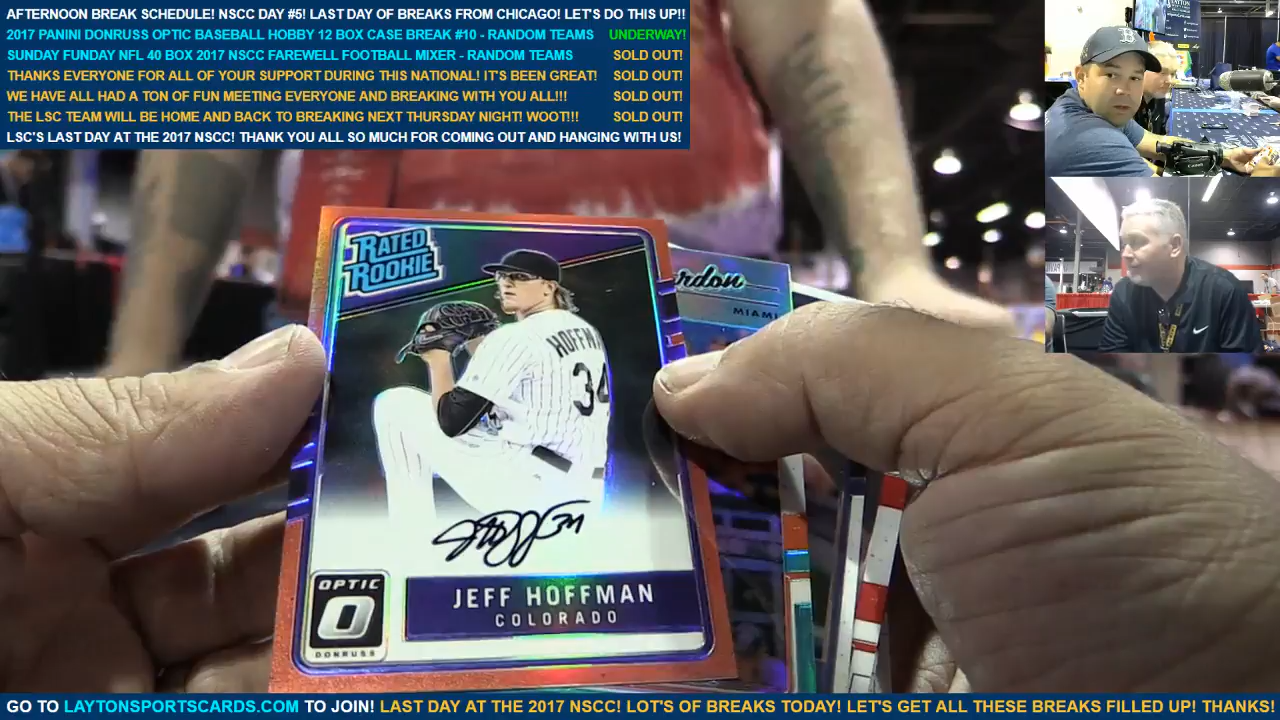 AFTERNOON BREAK SCHEDULE! NSCC DAY #5! LAST DAY OF BREAKS FROM CHICAGO! LET'S DO THIS UP!!
2017 PANINI DONRUSS OPTIC BASEBALL HOBBY 12 BOX CASE BREAK #10 - RANDOM TEAMS UNDERWAY!
SUNDAY FUNDAY NFL 40 BOX 2017 NSCC FAREWELL FOOTBALL MIXER - RANDOM TEAMS SOLD OUT!
THANKS EVERYONE FOR ALL OF YOUR SUPPORT DURING THIS NATIONAL! IT'S BEEN GREAT! SOLD OUT!
WE HAVE ALL HAD A TON OF FUN MEETING EVERYONE AND BREAKING WITH YOU ALL!!! SOLD OUT!
THE LSC TEAM WILL BE HOME AND BACK TO BREAKING NEXT THURSDAY NIGHT! WOOT!!! SOLD OUT!
LSC'S LAST DAY AT THE 2017 NSCC! THANK YOU ALL SO MUCH FOR COMING OUT AND HANGING WITH US!
RATED
ROOKIE
rdon
MIAMI
HOFFMA
34
OPTIC
DONRUSS
JEFF HOFFMAN
COLORADO
GO TO LAYTONSPORTSCARDS.COM TO JOIN! LAST DAY AT THE 2017 NSCC! LOT'S OF BREAKS TODAY! LET'S GET ALL THESE BREAKS FILLED UP! THANKS!